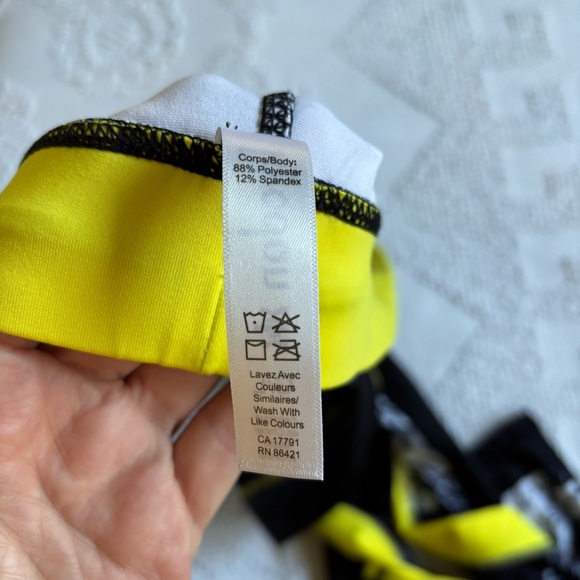 Corps/Body:
88% Polyester
12% Spandex
Lavez Avec
Couleurs
Similaires/
Wash With
Like Colours
CA 17791
RN 86421